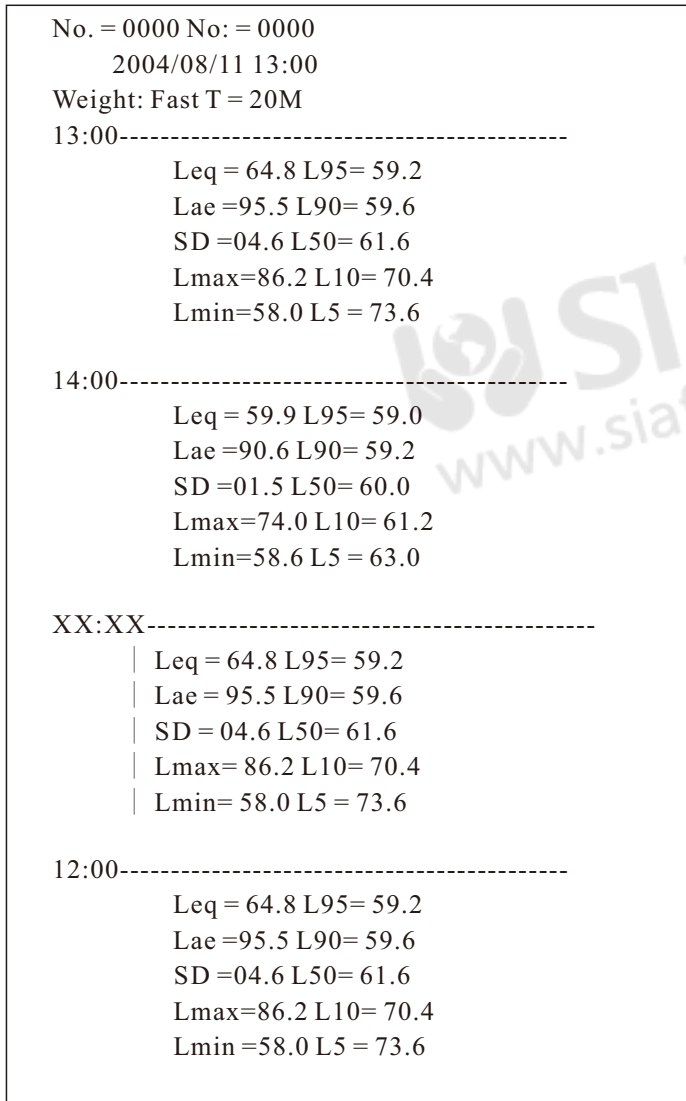 No. = 0000 No: = 0000
2004/08/11 13:00
Weight: Fast T = 20M
13:00--------------------------------------------
Leq = 64.8 L95= 59.2
Lae =95.5 L90= 59.6
SD =04.6 L50= 61.6
Lmax=86.2 L10= 70.4
Lmin=58.0 L5 = 73.6
14:00--------------------------------------------
Leq = 59.9 L95= 59.0
Lae =90.6 L90= 59.2
SD =01.5 L50= 60.0
Lmax=74.0 L10= 61.2
Lmin=58.6 L5 = 63.0
XX:XX--------------------------------------------
| Leq = 64.8 L95= 59.2
| Lae = 95.5 L90= 59.6
| SD = 04.6 L50= 61.6
| Lmax= 86.2 L10= 70.4
| Lmin= 58.0 L5 = 73.6
12:00--------------------------------------------
Leq = 64.8 L95= 59.2
Lae =95.5 L90= 59.6
SD =04.6 L50= 61.6
Lmax=86.2 L10= 70.4
Lmin =58.0 L5 = 73.6